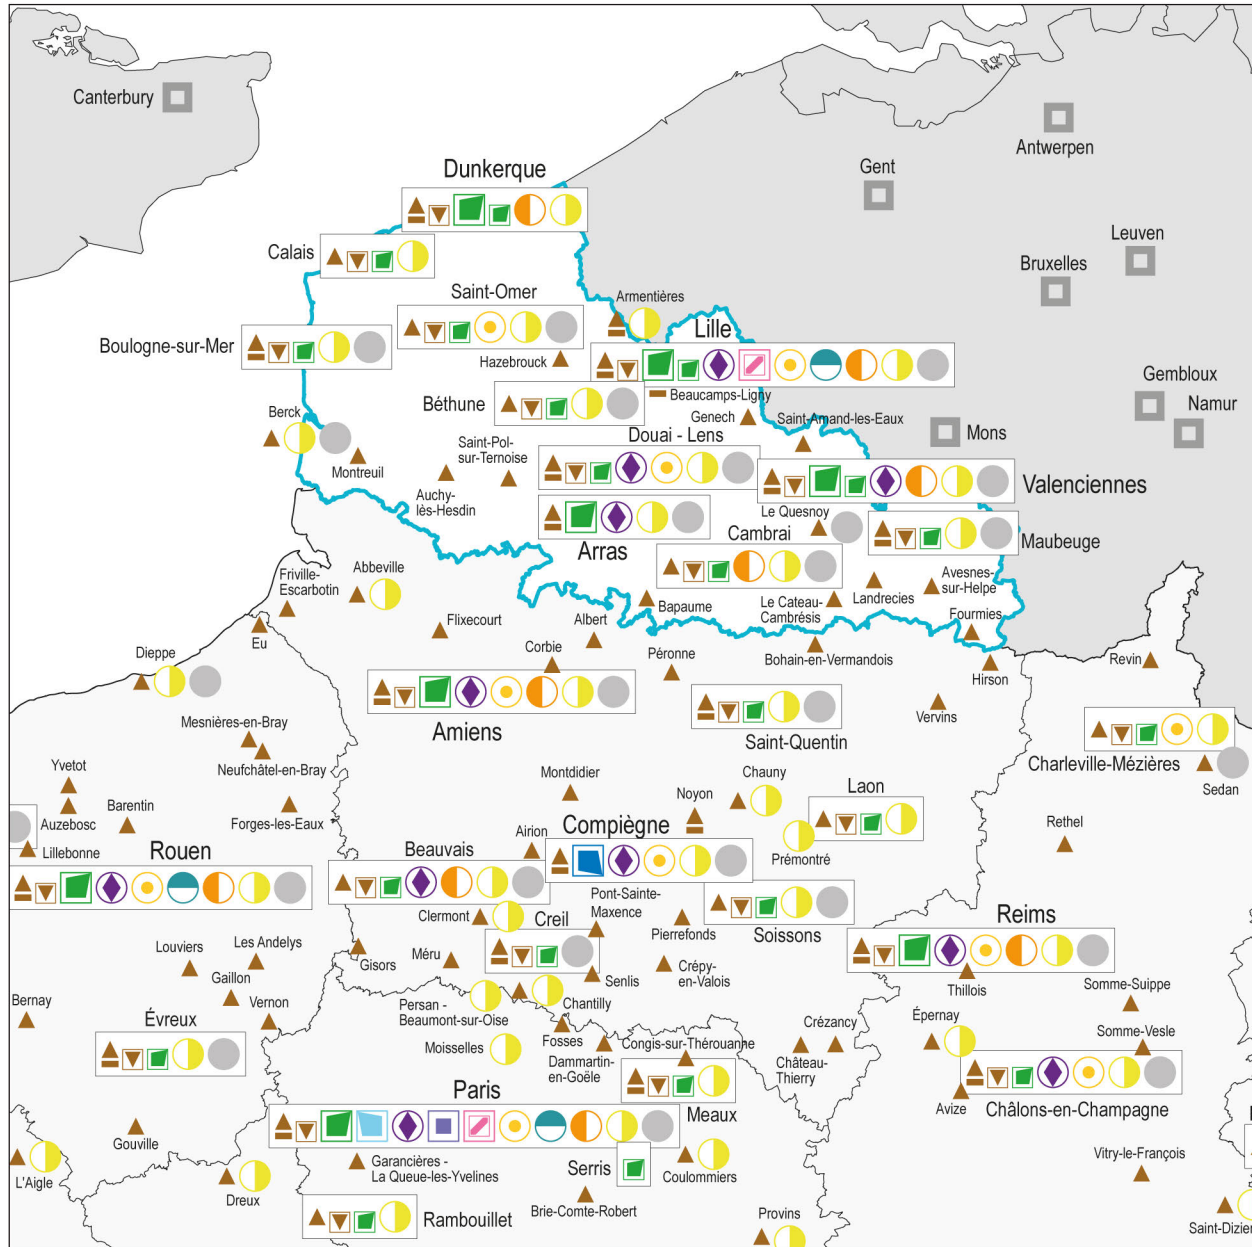 Canterbury
Antwerpen
Gent
Dunkerque
Leuven
Calais
Bruxelles
Saint-Omer
Armentières
Lille
Boulogne-sur-Mer
Hazebrouck
Gembloux
Beaucamps-Ligny
Béthune
Namur
Genech
Saint-Amand-les-Eaux
Berck
Mons
Douai - Lens
Saint-Pol-
sur-Ternoise
Montreuil
Valenciennes
Auchy-
lès-Hesdin
Le Quesnoy
Cambrai
Maubeuge
Arras
Abbeville
Friville-
Escarbotin
Avesnes-
sur-Helpe
Landrecies
Le Cateau-
Cambrésis
Bapaume
Flixecourt
Albert
Fourmies
Eu
Corbie
Dieppe
Péronne
Bohain-en-Vermandois
Revin
Hirson
Mesnières-en-Bray
Vervins
Amiens
Saint-Quentin
Neufchâtel-en-Bray
Charleville-Mézières
Yvetot
Montdidier
Chauny
Sedan
Laon
Noyon
Barentin
Auzebosc
Forges-les-Eaux
Compiègne
Rethel
Airion
Lillebonne
Rouen
Beauvais
Prémontré
Pont-Sainte-
Maxence
Clermont
Creil
Reims
Pierrefonds
Soissons
Louviers
Les Andelys
Gisors
Méru
Crépy-
en-Valois
Senlis
Thillois
Gaillon
Somme-Suippe
Bernay
Vernon
Persan -
Beaumont-sur-Oise
Chantilly
Évreux
Épernay
Crézancy
Somme-Vesle
Fosses
Congis-sur-Thérouanne
Moisselles
Dammartin-
en-Goële
Château-
Thierry
Paris
Meaux
Avize
Châlons-en-Champagne
Gouville
Garancières -
La Queue-les-Yvelines
Serris
Coulommiers
Vitry-le-François
L'Aigle
Dreux
Brie-Comte-Robert
Rambouillet
Provins
Saint-Dizier